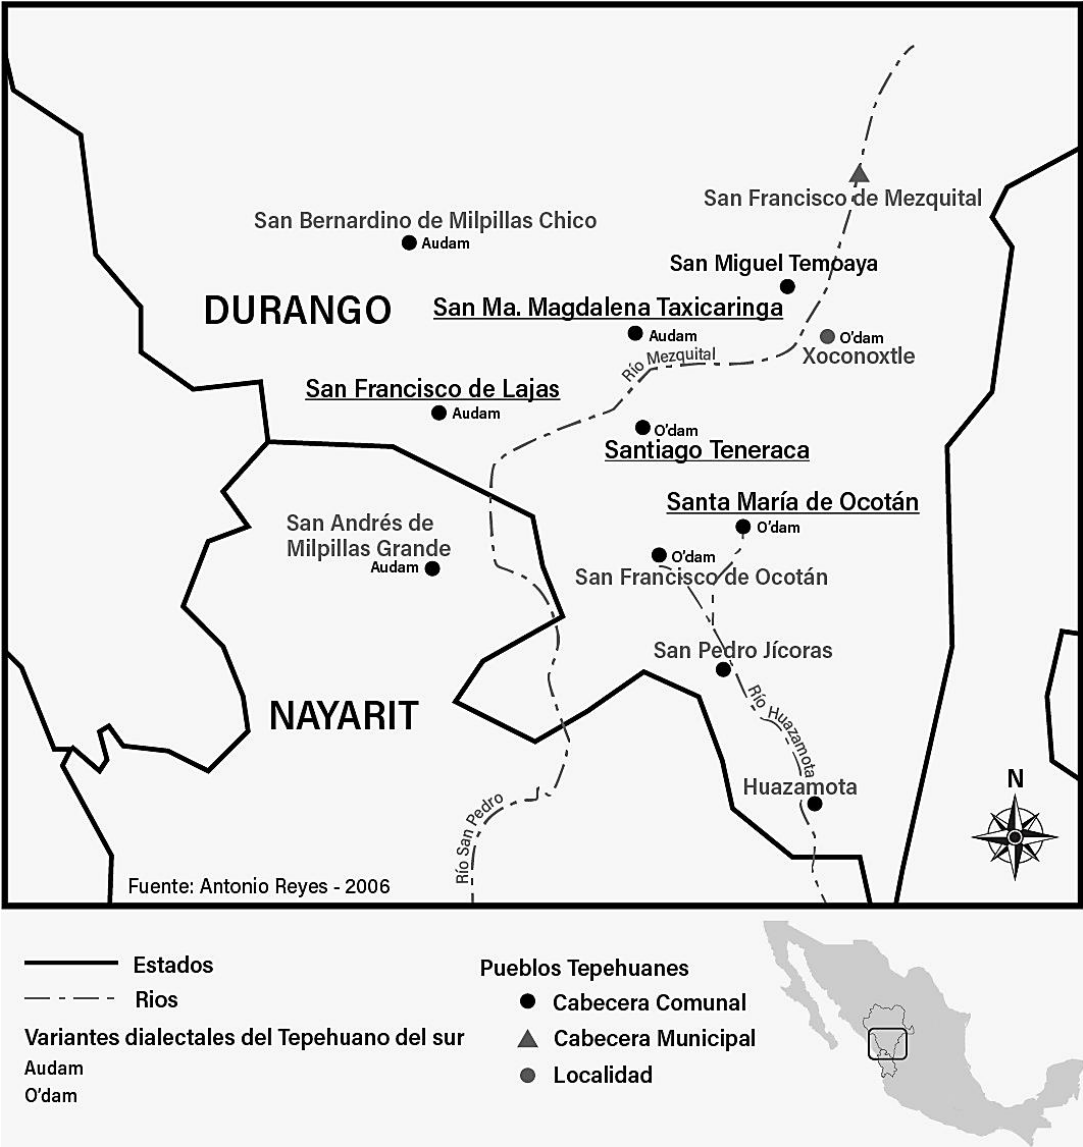 San Francisco de Mezquital
San Bernardino de Milpillas Chico
Audam
San Miguel Temoaya
DURANGO
San Ma. Magdalena Taxicaringa
Audam
O'dam
Xoconoxtle
Río Mezquital
San Francisco de Lajas
Audam
O'dam
Santiago Teneraca
Santa María de Ocotán
O'dam
San Andrés de
Milpillas Grande
Audam
O'dam
San Francisco de Ocotán
San Pedro Jícoras
NAYARIT
Río Huazamota
Huazamota
N
Río San Pedro
Fuente: Antonio Reyes - 2006
Estados
Rios
Variantes dialectales del Tepehuano del sur
Audam
O'dam
Pueblos Tepehuanes
Cabecera Comunal
Cabecera Municipal
Localidad